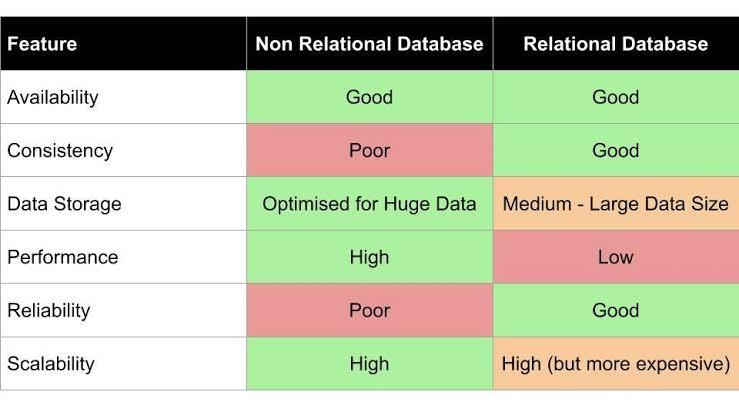 Feature Non Relational Database Relational Database
Availability Good Good
Consistency Poor Good
Data Storage Optimised for Huge Data Medium - Large Data Size
Performance High Low
Reliability Poor Good
Scalability High High (but more expensive)